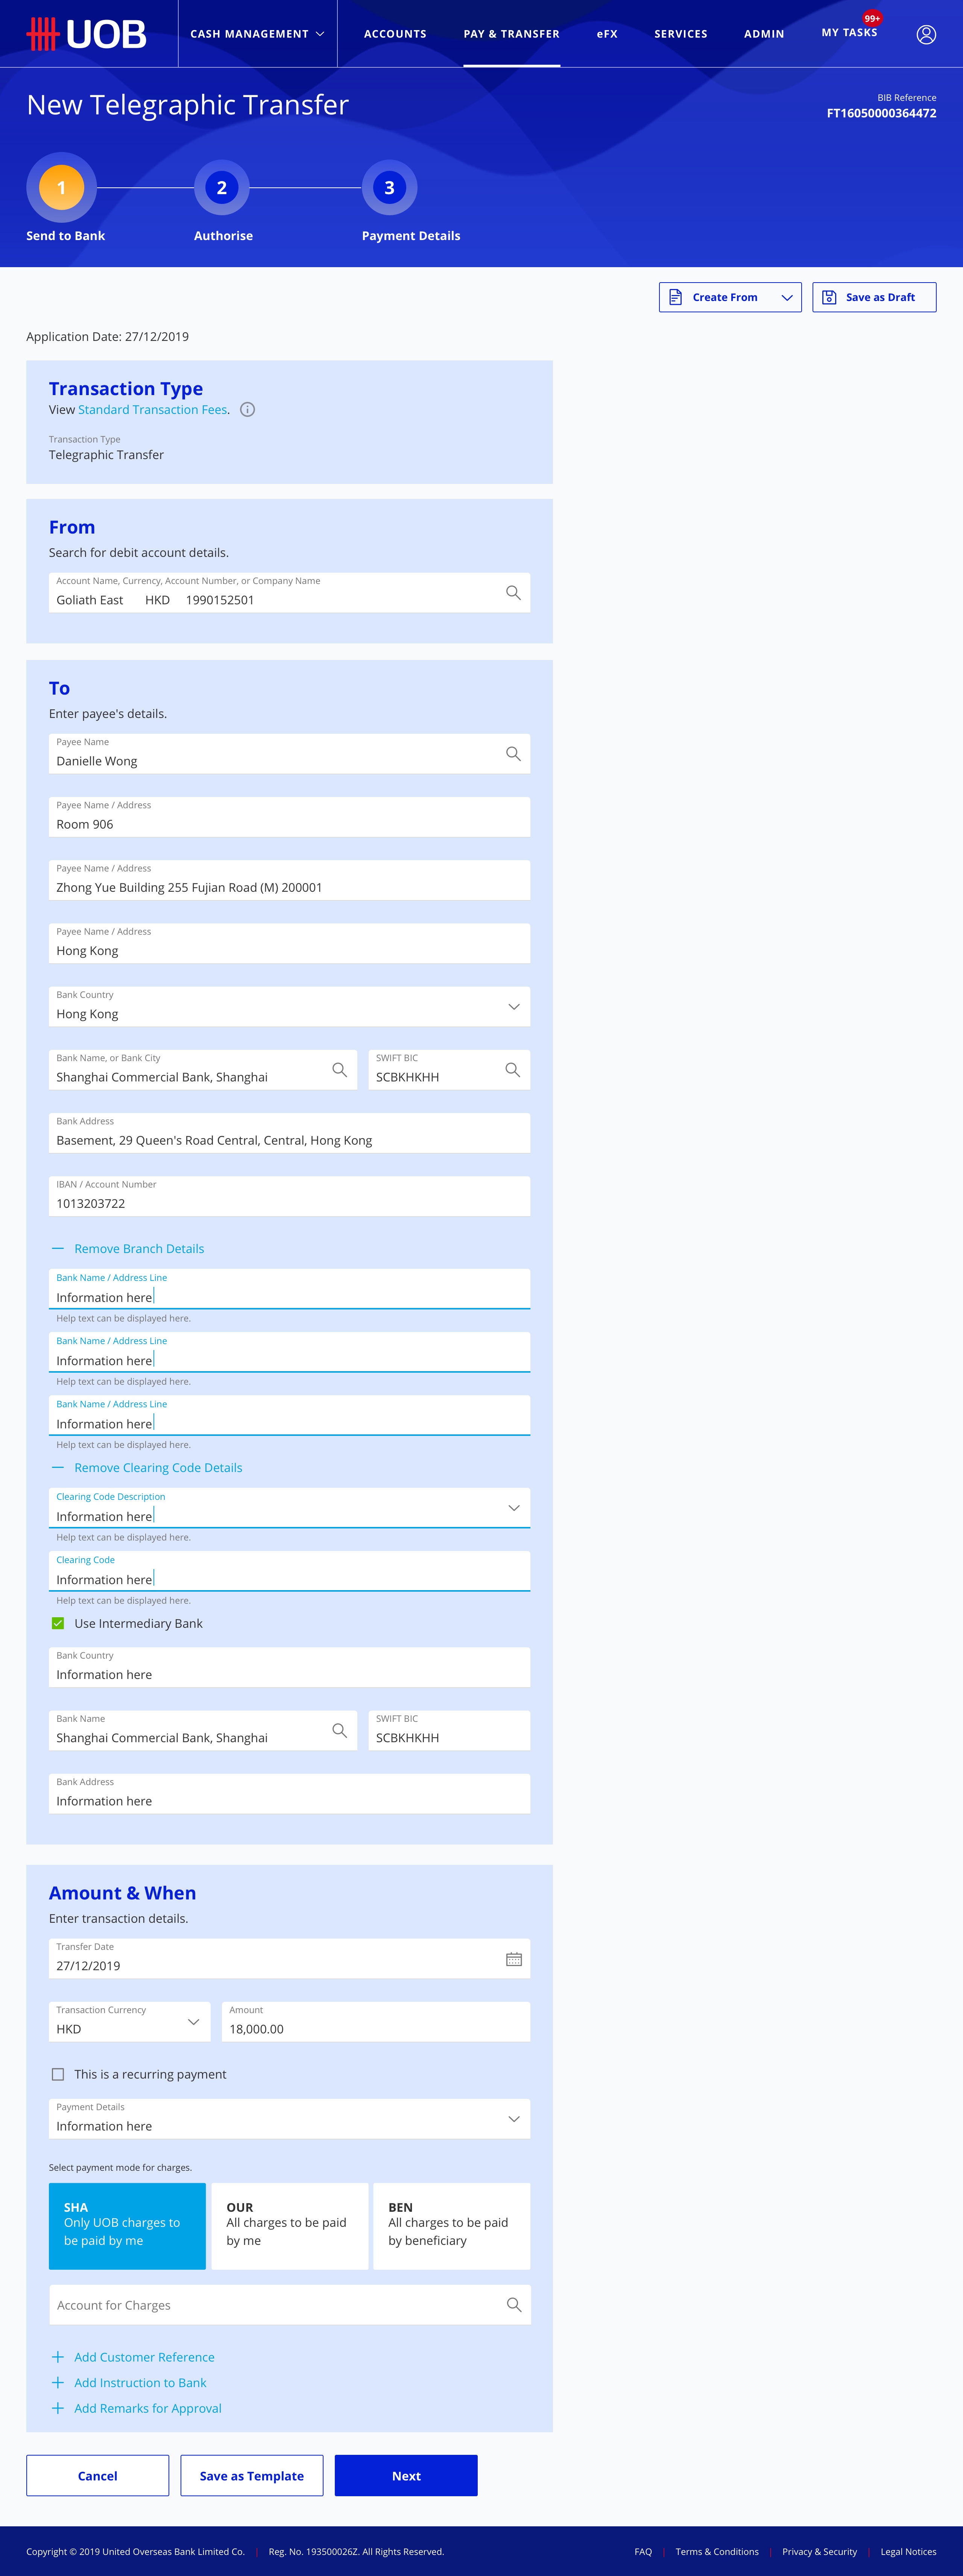 UOB
CASH MANAGEMENT
ACCOUNTS
PAY & TRANSFER
eFX
SERVICES
ADMIN
MY TASKS
99+
New Telegraphic Transfer
BIB Reference
FT16050000364472
1
2
3
Send to Bank
Authorise
Payment Details
Create From
Save as Draft
Application Date: 27/12/2019
Transaction Type
View Standard Transaction Fees.
Transaction Type
Telegraphic Transfer
From
Search for debit account details.
Account Name, Currency, Account Number, or Company Name
Goliath East HKD 1990152501
To
Enter payee's details.
Payee Name
Danielle Wong
Payee Name / Address
Room 906
Payee Name / Address
Zhong Yue Building 255 Fujian Road (M) 200001
Payee Name / Address
Hong Kong
Bank Country
Hong Kong
Bank Name, or Bank City
Shanghai Commercial Bank, Shanghai
SWIFT BIC
SCBKHKHH
Bank Address
Basement, 29 Queen's Road Central, Central, Hong Kong
IBAN / Account Number
1013203722
Remove Branch Details
Bank Name / Address Line
Information here
Help text can be displayed here.
Bank Name / Address Line
Information here
Help text can be displayed here.
Bank Name / Address Line
Information here
Help text can be displayed here.
Remove Clearing Code Details
Clearing Code Description
Information here
Help text can be displayed here.
Clearing Code
Information here
Help text can be displayed here.
Use Intermediary Bank
Bank Country
Information here
Bank Name
Shanghai Commercial Bank, Shanghai
SWIFT BIC
SCBKHKHH
Bank Address
Information here
Amount & When
Enter transaction details.
Transfer Date
27/12/2019
Transaction Currency
HKD
Amount
18,000.00
This is a recurring payment
Payment Details
Information here
Select payment mode for charges.
SHA
Only UOB charges to
be paid by me
OUR
All charges to be paid
by me
BEN
All charges to be paid
by beneficiary
Account for Charges
Add Customer Reference
Add Instruction to Bank
Add Remarks for Approval
Cancel
Save as Template
Next
Copyright © 2019 United Overseas Bank Limited Co. | Reg. No. 193500026Z. All Rights Reserved.
FAQ | Terms & Conditions | Privacy & Security | Legal Notices